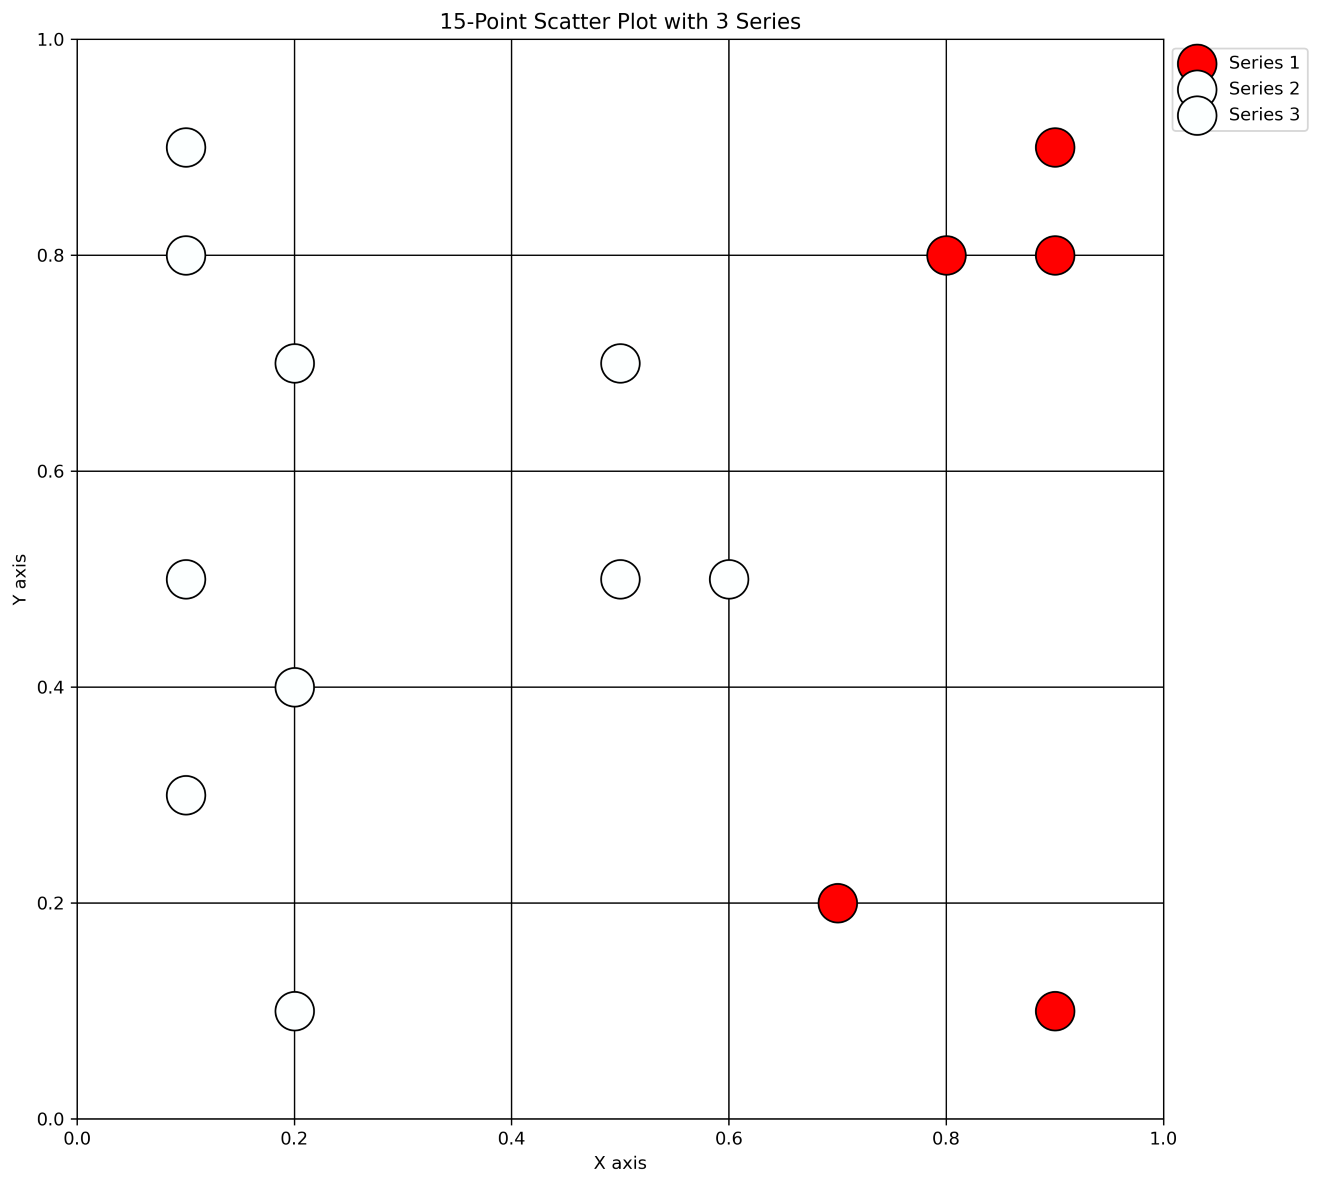 15-Point Scatter Plot with 3 Series
Series 1
Series 2
Series 3
1.0
0.8
0.6
0.4
0.2
0.0
Y axis
0.0 0.2 0.4 0.6 0.8 1.0
X axis